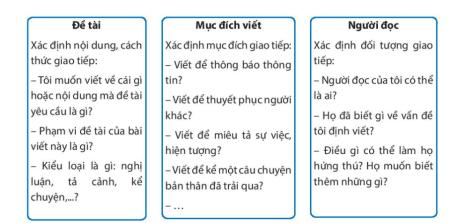 Đề tài
Xác định nội dung, cách
thức giao tiếp:
– Tôi muốn viết về cái gì
hoặc nội dung mà đề tài
yêu cầu là gì?
– Phạm vi đề tài của bài
viết này là gì?
– Kiểu loại là gì: nghị
luận, tả cảnh, kể
chuyện,...?
Mục đích viết
Xác định mục đích giao tiếp:
– Viết để thông báo thông
tin?
– Viết để thuyết phục người
khác?
– Viết để miêu tả sự việc,
hiện tượng?
– Viết để kể một câu chuyện
bản thân đã trải qua?
– ...
Người đọc
Xác định đối tượng giao
tiếp:
– Người đọc của tôi có thể
là ai?
– Họ đã biết gì về vấn đề
tôi định viết?
– Điều gì có thể làm họ
hứng thú? Họ muốn biết
thêm những gì?